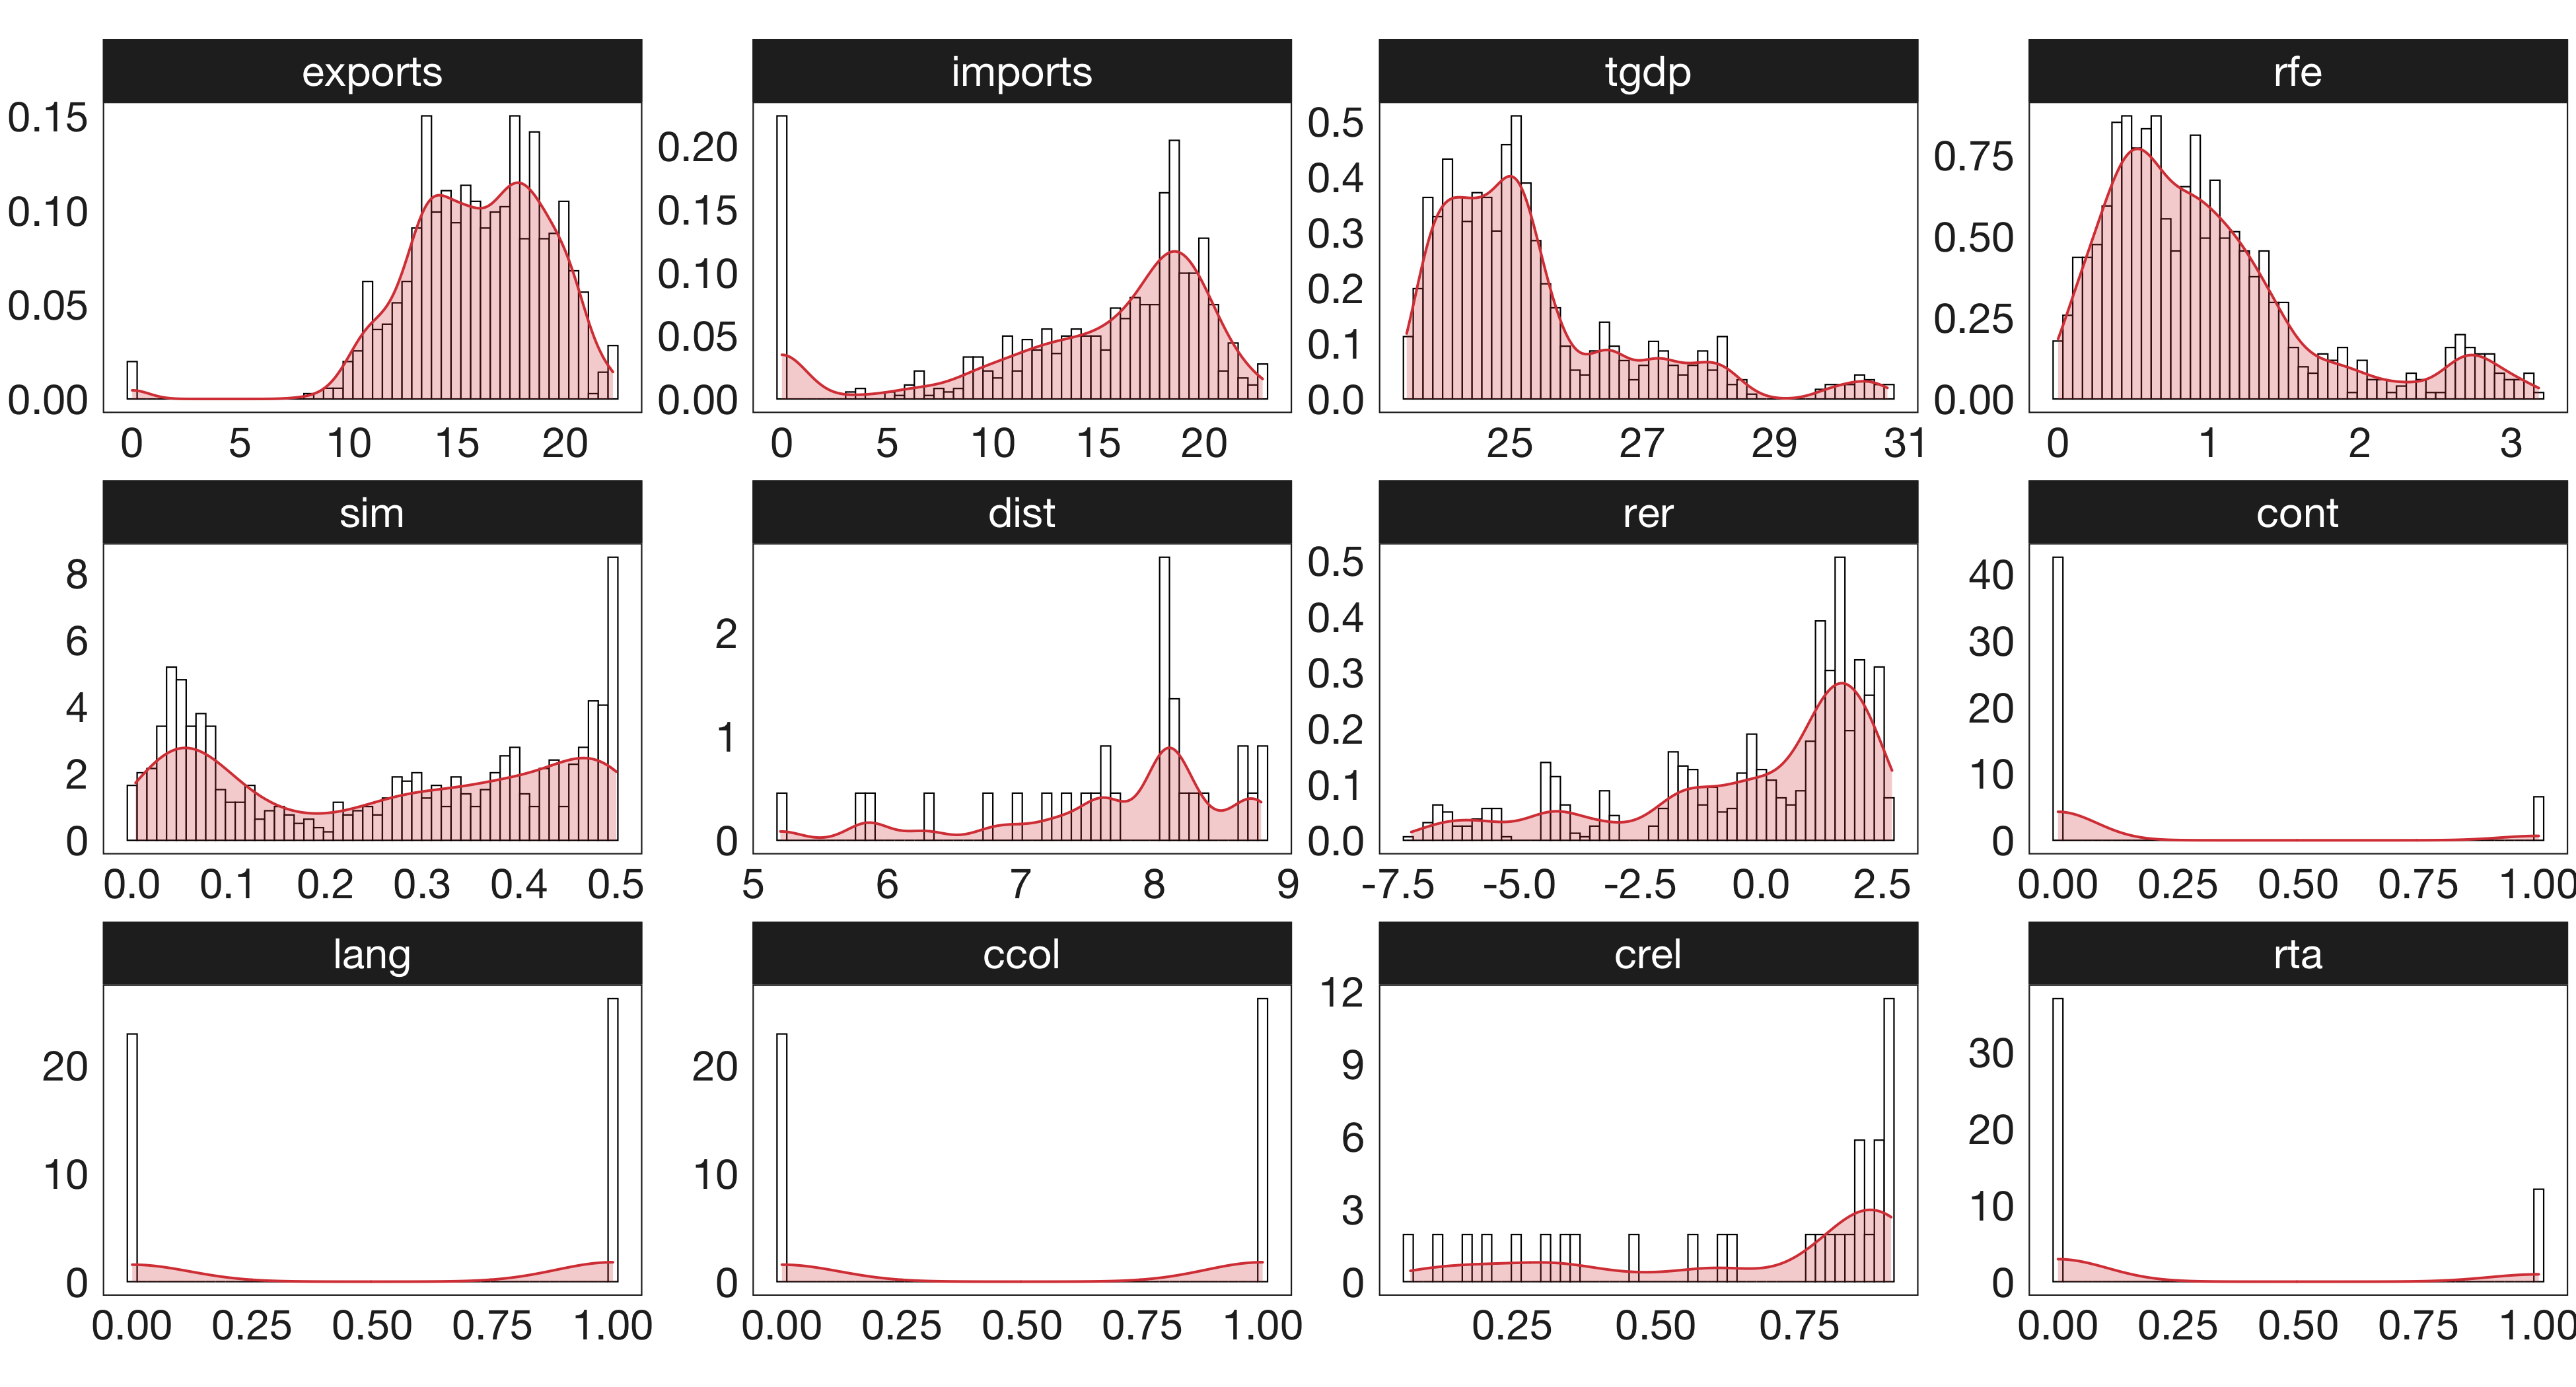 exports imports tgdp rfe
0.15 0.10 0.05 0.00
0.20 0.15 0.10 0.05 0.00
0.5 0.4 0.3 0.2 0.1 0.0
0.75 0.50 0.25 0.00
0 5 10 15 20
0 5 10 15 20
25 27 29 31
0 1 2 3
sim dist rer cont
8 6 4 2 0
2 1 0
0.5 0.4 0.3 0.2 0.1 0.0
40 30 20 10 0
0.0 0.1 0.2 0.3 0.4 0.5
5 6 7 8 9
-7.5 -5.0 -2.5 0.0 2.5
0.00 0.25 0.50 0.75 1.00
lang ccol crel rta
20 10 0
20 10 0
12 9 6 3 0
30 20 10 0
0.00 0.25 0.50 0.75 1.00
0.00 0.25 0.50 0.75 1.00
0.25 0.50 0.75
0.00 0.25 0.50 0.75 1.00